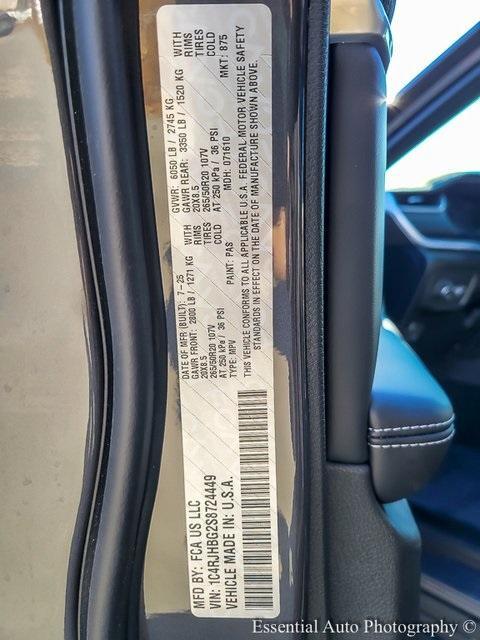 MFD BY: FCA US LLC
DATE OF MFR (BUILT): 7-25
GVWR: 6050 LB / 2745 KG
GAWR FRONT: 2800 LB / 1271 KG
WITH
GAWR REAR: 3350 LB / 1520 KG
WITH
20X8.5
RIMS
20X8.5
RIMS
265/50R20 107V
TIRES
265/50R20 107V
TIRES
AT 250 kPa / 36 PSI
COLD
AT 250 kPa / 36 PSI
COLD
VIN: 1C4RJHBG2S8724449
TYPE: MPV
PAINT: PAS
MDH: 071610
MKT: 875
VEHICLE MADE IN: U.S.A.
THIS VEHICLE CONFORMS TO ALL APPLICABLE U.S.A. FEDERAL MOTOR VEHICLE SAFETY
STANDARDS IN EFFECT ON THE DATE OF MANUFACTURE SHOWN ABOVE.
Essential Auto Photography ©